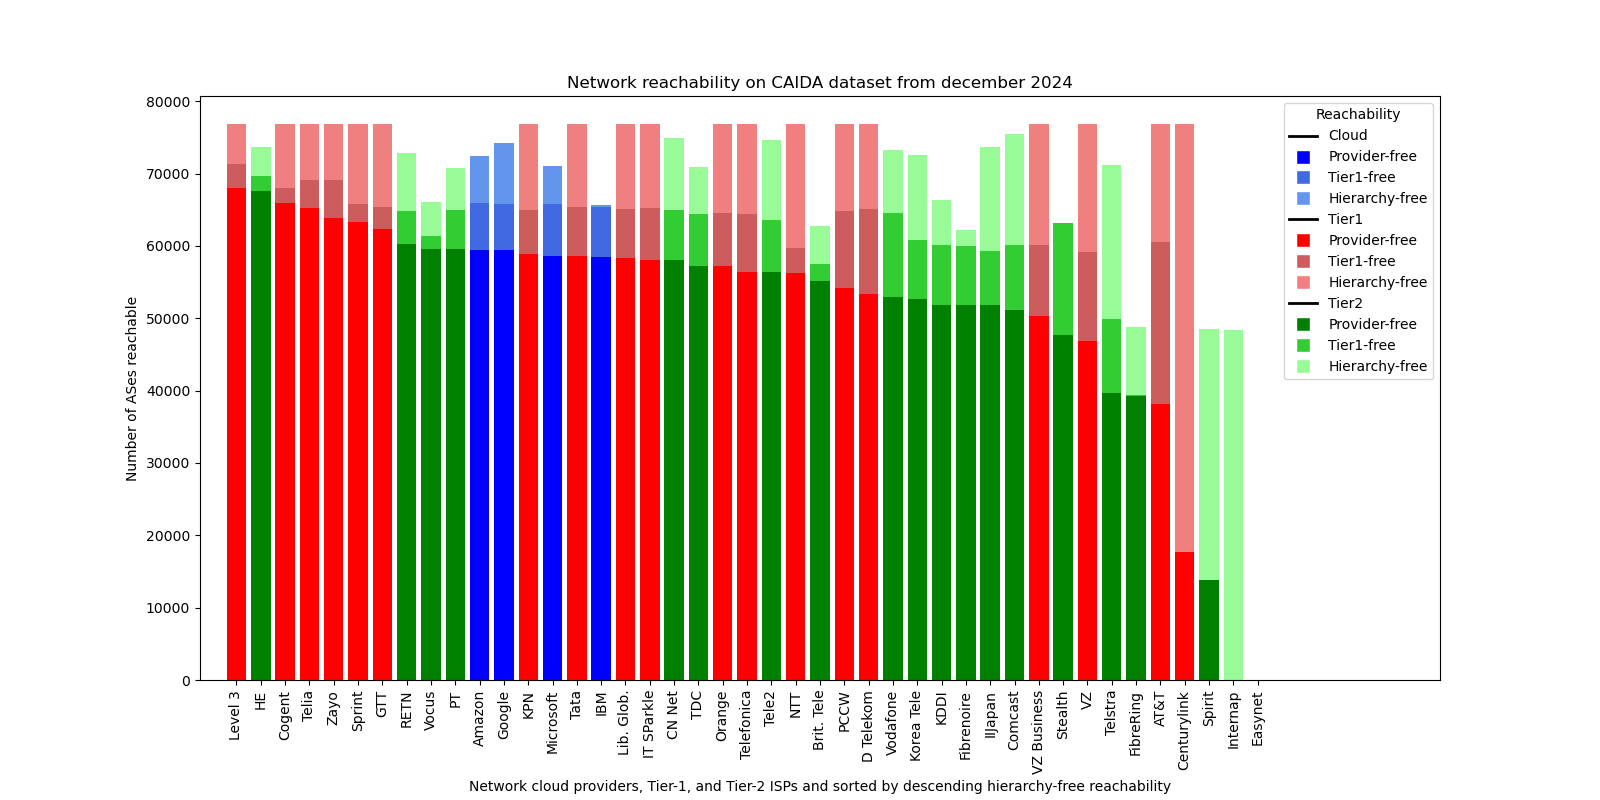 Network reachability on CAIDA dataset from december 2024
Number of ASes reachable
80000
70000
60000
50000
40000
30000
20000
10000
0
Reachability
Cloud
Provider-free
Tier1-free
Hierarchy-free
Tier1
Provider-free
Tier1-free
Hierarchy-free
Tier2
Provider-free
Tier1-free
Hierarchy-free
Level 3
HE
Cogent
Telia
Zayo
Sprint
GTT
RETN
Vocus
PT
Amazon
Google
KPN
Microsoft
Tata
IBM
Lib. Glob.
IT SParkle
CN Net
TDC
Orange
Telefonica
Tele2
NTT
Brit. Tele
PCCW
D Telekom
Vodafone
Korea Tele
KDDI
Fibrenoire
IIJapan
Comcast
VZ Business
Stealth
VZ
Telstra
FibreRing
AT&T
Centurylink
Spirit
Internap
Easynet
Network cloud providers, Tier-1, and Tier-2 ISPs and sorted by descending hierarchy-free reachability